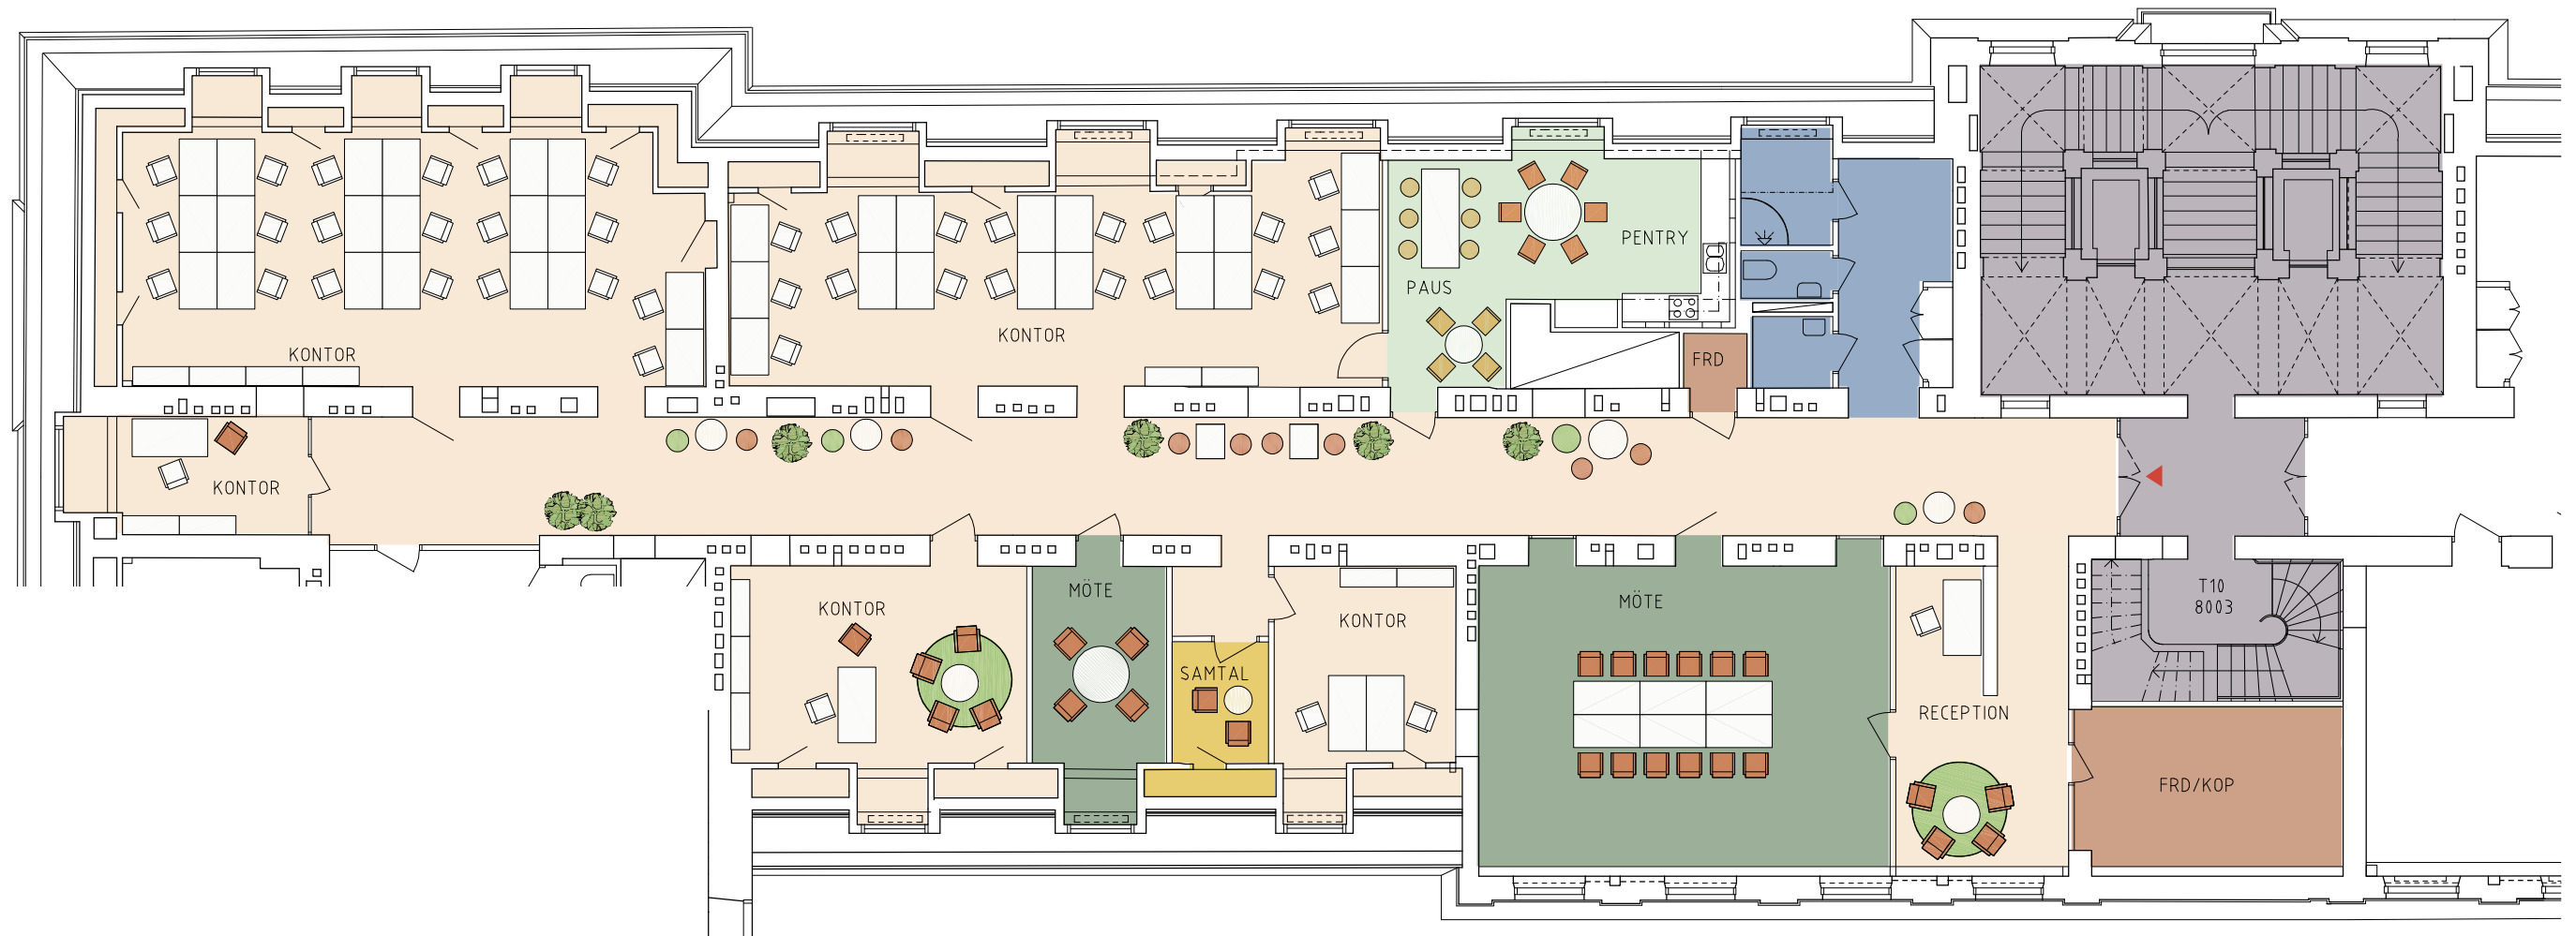 PENTRY
PAUS
KONTOR
KONTOR
FRD
KONTOR
T10
8003
MÖTE
MÖTE
KONTOR
KONTOR
SAMTAL
RECEPTION
FRD/KOP